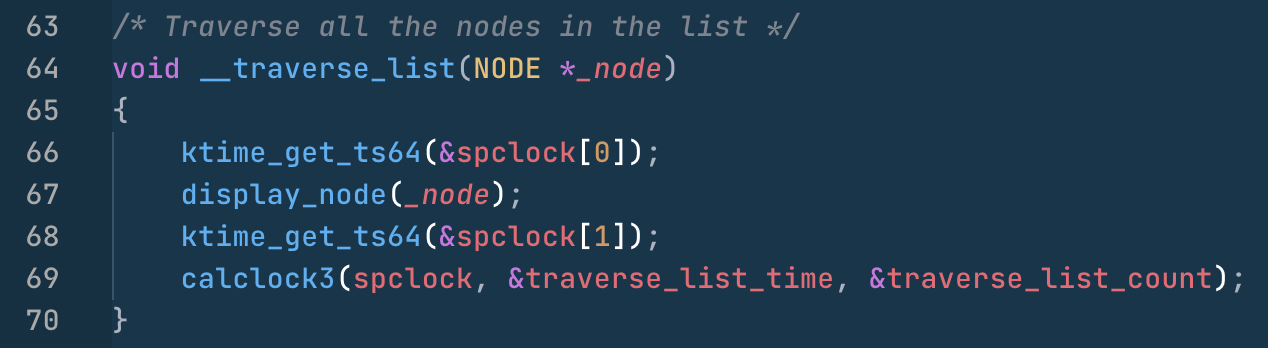 63 /* Traverse all the nodes in the list */
64 void __traverse_list(NODE *_node)
65 {
66     ktime_get_ts64(&spclock[0]);
67     display_node(_node);
68     ktime_get_ts64(&spclock[1]);
69     calclock3(spclock, &traverse_list_time, &traverse_list_count);
70 }